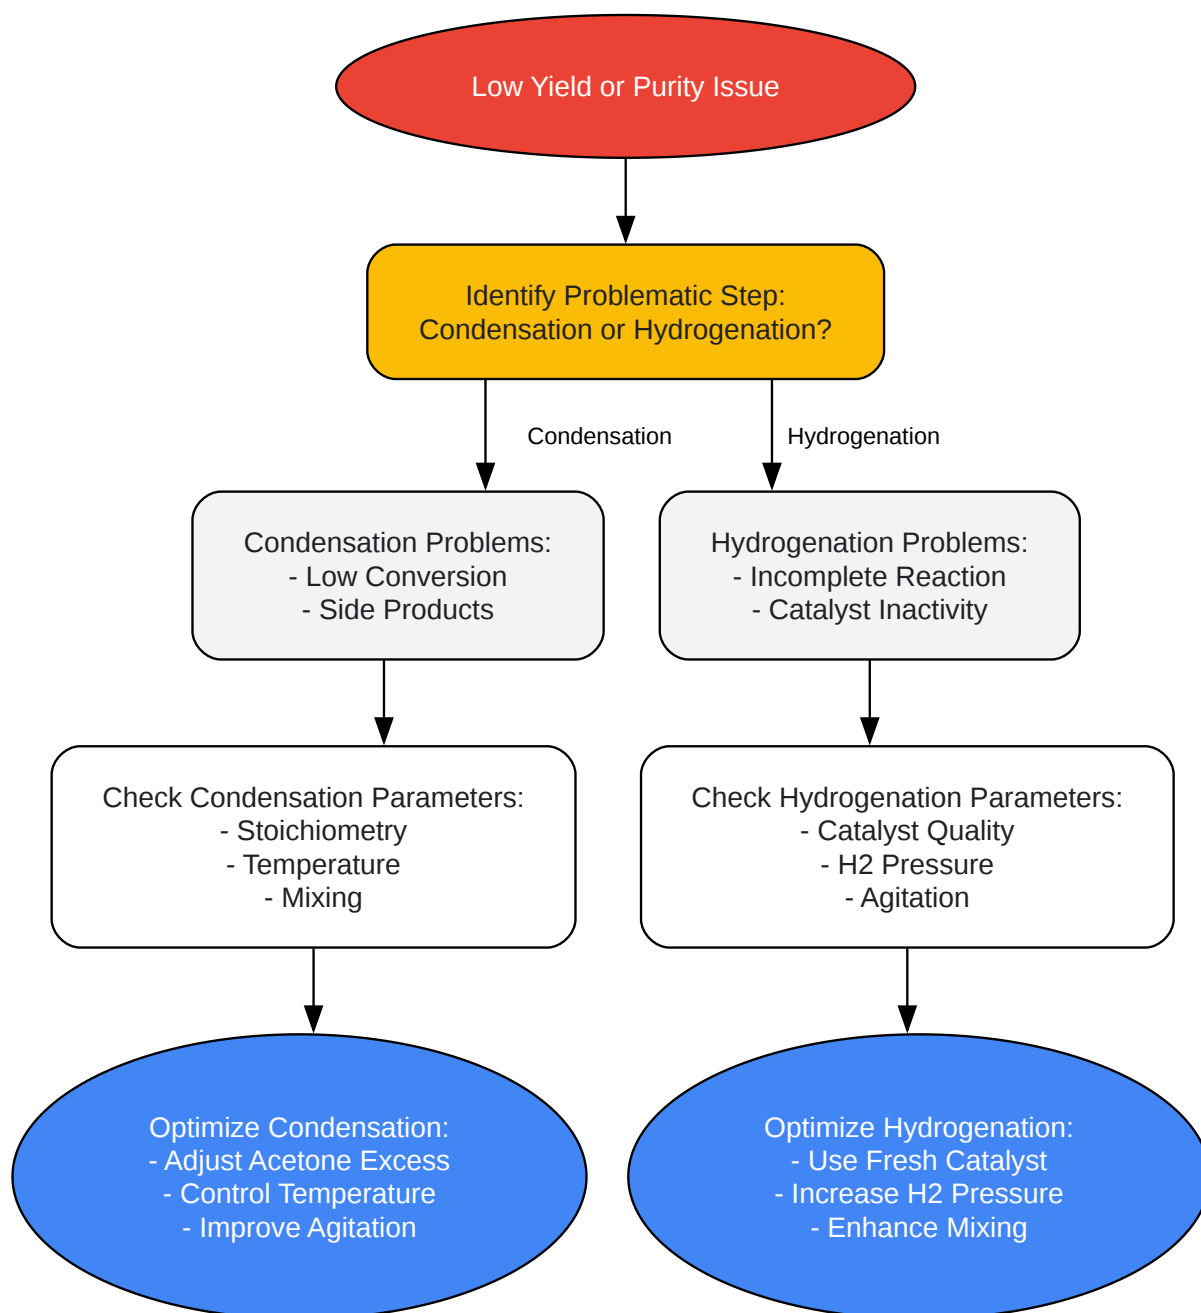 Low Yield or Purity Issue
Identify Problematic Step:
Condensation or Hydrogenation?
Condensation
Hydrogenation
Condensation Problems:
- Low Conversion
- Side Products
Hydrogenation Problems:
- Incomplete Reaction
- Catalyst Inactivity
Check Condensation Parameters:
- Stoichiometry
- Temperature
- Mixing
Check Hydrogenation Parameters:
- Catalyst Quality
- H2 Pressure
- Agitation
Optimize Condensation:
- Adjust Acetone Excess
- Control Temperature
- Improve Agitation
Optimize Hydrogenation:
- Use Fresh Catalyst
- Increase H2 Pressure
- Enhance Mixing